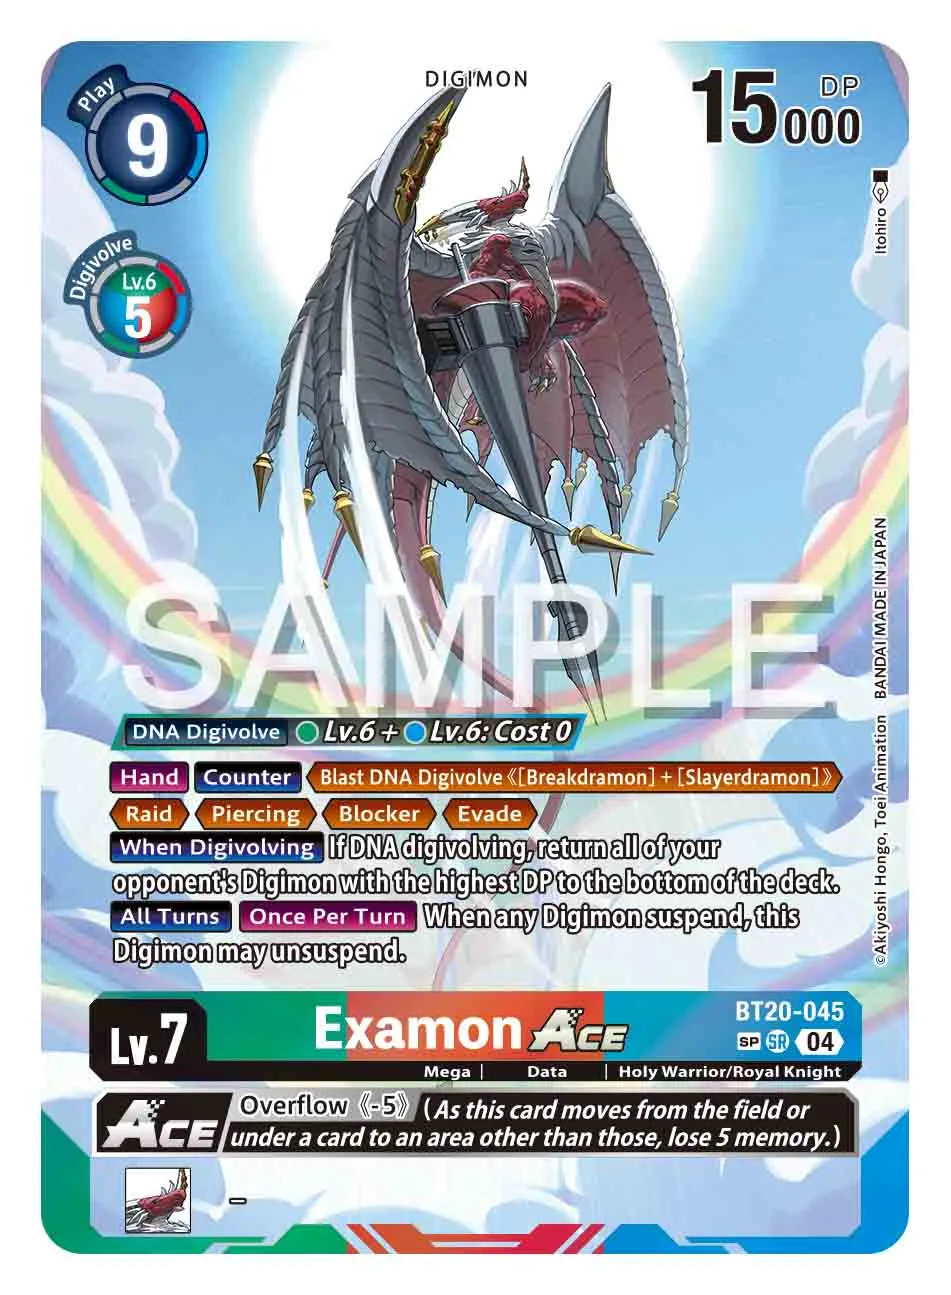 DIGIMON
Play
9
15000
DP
Digivolve
Lv.6
5
Itohiro
SAMPLE
DNA Digivolve Lv.6 + Lv.6: Cost 0
Hand Counter Blast DNA Digivolve《[Breakdramon] + [Slayerdramon]》
Raid Piercing Blocker Evade
When Digivolving If DNA digivolving, return all of your
opponent's Digimon with the highest DP to the bottom of the deck.
All Turns Once Per Turn When any Digimon suspend, this
Digimon may unsuspend.
©Akiyoshi Hongo, Toei Animation BANDAI MADE IN JAPAN
Lv.7
Examon ACE
BT20-045
SP SR 04
Mega | Data | Holy Warrior/Royal Knight
ACE
Overflow《-5》(As this card moves from the field or
under a card to an area other than those, lose 5 memory.)
-